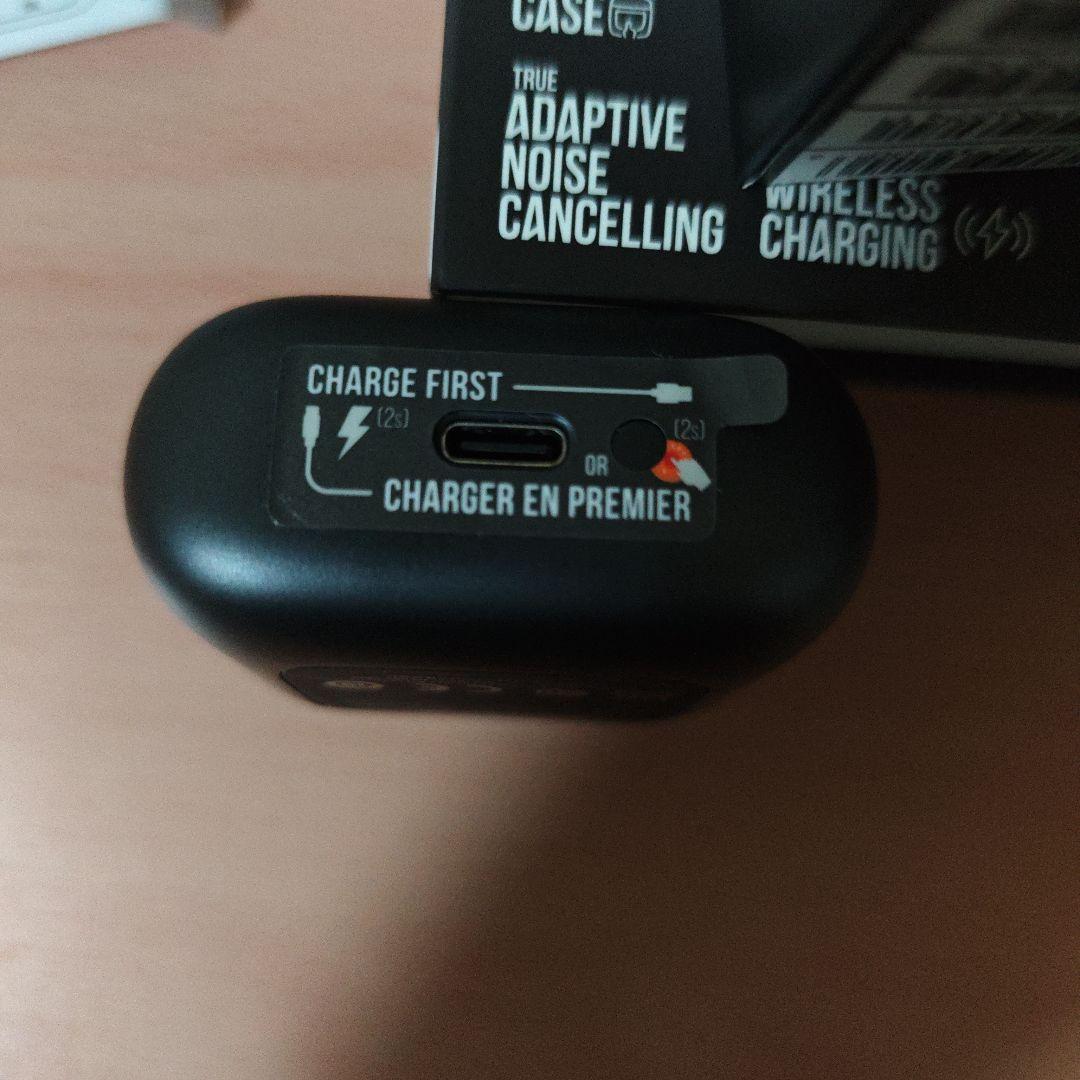 CASE
TRUE
ADAPTIVE
NOISE
CANCELLING
WIRELESS
CHARGING
CHARGE FIRST
(2s)
(2s)
OR
CHARGER EN PREMIER